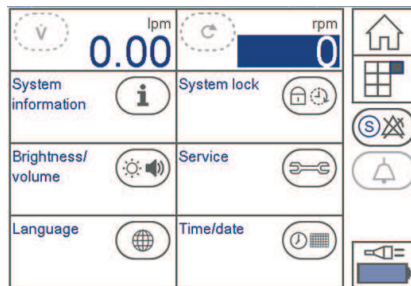 V lpm rpm
0.00 0
System System lock
information
Brightness/ Service
volume
Language Time/date
S